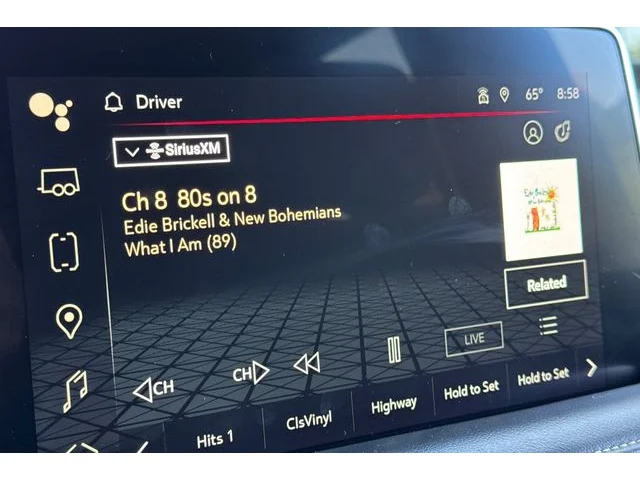 Driver
65° 8:58
SiriusXM
Ch 8 80s on 8
Edie Brickell & New Bohemians
What I Am (89)
Related
LIVE
CH
CH
Hits 1
ClsVinyl
Highway
Hold to Set
Hold to Set